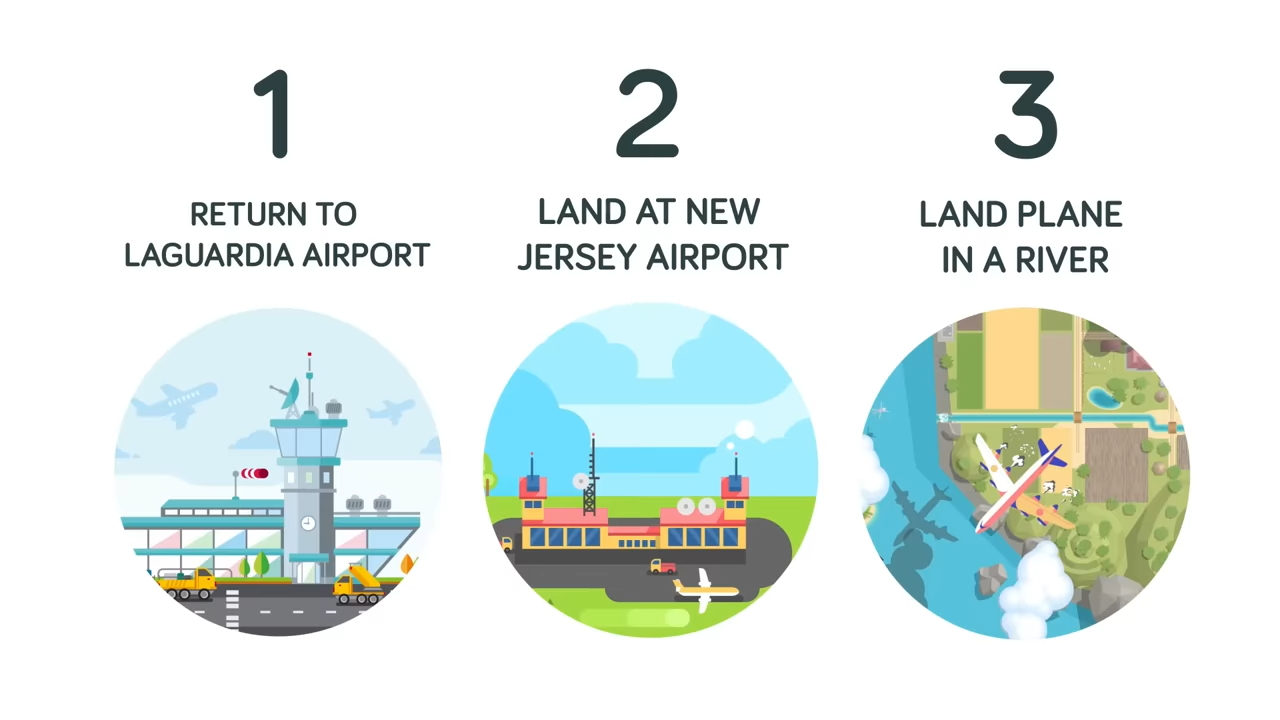 1
RETURN TO
LAGUARDIA AIRPORT
2
LAND AT NEW
JERSEY AIRPORT
3
LAND PLANE
IN A RIVER